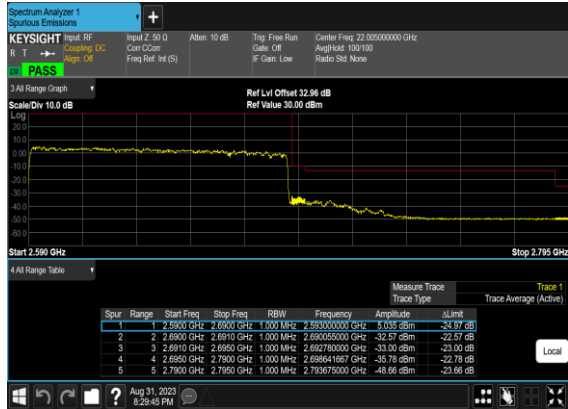 Spectrum Analyzer 1
Spurious Emissions
+
KEYSIGHT Input: RF Input Z: 50 Ω Atten: 10 dB Trig: Free Run Center Freq: 22.005000000 GHz
R T Coupling: DC Corr CCorr Gate: Off Avg|Hold: 100/100
Align: Off Freq Ref: Int (S) IF Gain: Low Radio Std: None
PASS
3 All Range Graph
Ref Lvl Offset 32.96 dB
Scale/Div 10.0 dB Ref Value 30.00 dBm
Log
20.0
10.0
0.00
-10.0
-20.0
-30.0
-40.0
-50.0
-60.0
Start 2.590 GHz Stop 2.795 GHz
4 All Range Table
Measure Trace Trace 1
Trace Type Trace Average (Active)
Spur Range Start Freq Stop Freq RBW Frequency Amplitude ΔLimit
1 1 2.5900 GHz 2.6900 GHz 1.000 MHz 2.593000000 GHz 5.035 dBm -24.97 dB
2 2 2.6900 GHz 2.6910 GHz 1.000 MHz 2.690055000 GHz -32.57 dBm -22.57 dB
3 3 2.6910 GHz 2.6950 GHz 1.000 MHz 2.692780000 GHz -33.00 dBm -23.00 dB
4 4 2.6950 GHz 2.7900 GHz 1.000 MHz 2.698641667 GHz -35.78 dBm -22.78 dB
5 5 2.7900 GHz 2.7950 GHz 1.000 MHz 2.793675000 GHz -48.66 dBm -23.66 dB
Local
? Aug 31, 2023
8:29:45 PM